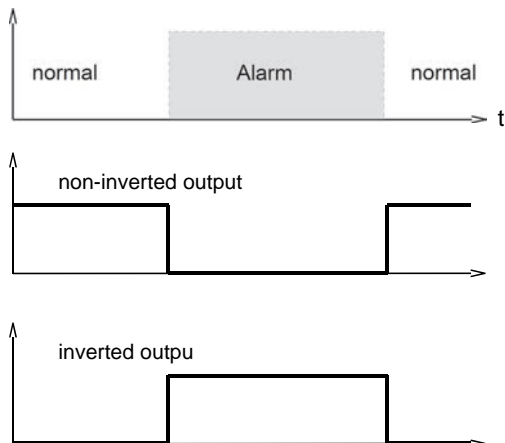 normal Alarm normal
t
non-inverted output
inverted outpu